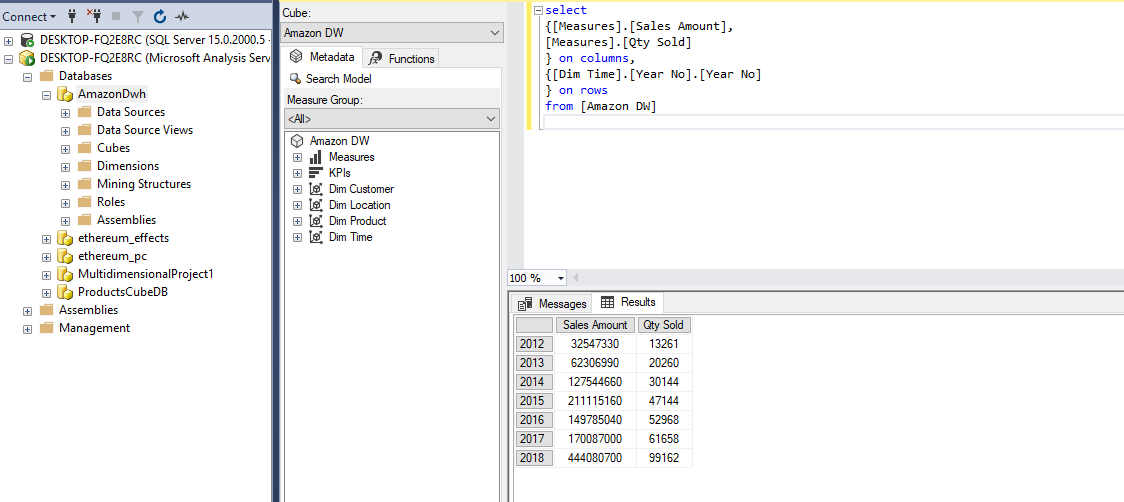 Connect
DESKTOP-FQ2E8RC (SQL Server 15.0.2000.5 -
DESKTOP-FQ2E8RC (Microsoft Analysis Serv
Databases
AmazonDwh
Data Sources
Data Source Views
Cubes
Dimensions
Mining Structures
Roles
Assemblies
ethereum_effects
ethereum_pc
MultidimensionalProject1
ProductsCubeDB
Assemblies
Management
Cube:
Amazon DW
Metadata
Functions
Search Model
Measure Group:
<All>
Amazon DW
Measures
KPIs
Dim Customer
Dim Location
Dim Product
Dim Time
select
{[Measures].[Sales Amount],
[Measures].[Qty Sold]
} on columns,
{[Dim Time].[Year No].[Year No]
} on rows
from [Amazon DW]
100 %
Messages
Results
Sales Amount Qty Sold
2012 32547330 13261
2013 62306990 20260
2014 127544660 30144
2015 211115160 47144
2016 149785040 52968
2017 170087000 61658
2018 444080700 99162